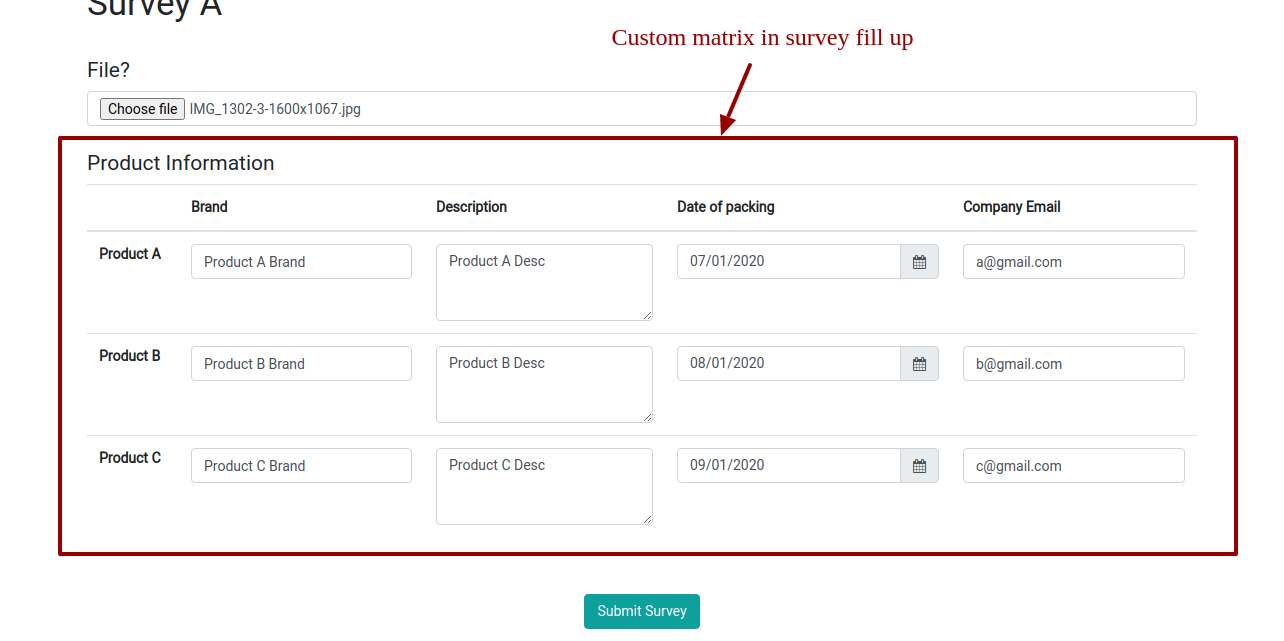 Survey A
Custom matrix in survey fill up
File?
Choose file IMG_1302-3-1600x1067.jpg
Product Information
Brand Description Date of packing Company Email
Product A Product A Brand Product A Desc 07/01/2020 a@gmail.com
Product B Product B Brand Product B Desc 08/01/2020 b@gmail.com
Product C Product C Brand Product C Desc 09/01/2020 c@gmail.com
Submit Survey